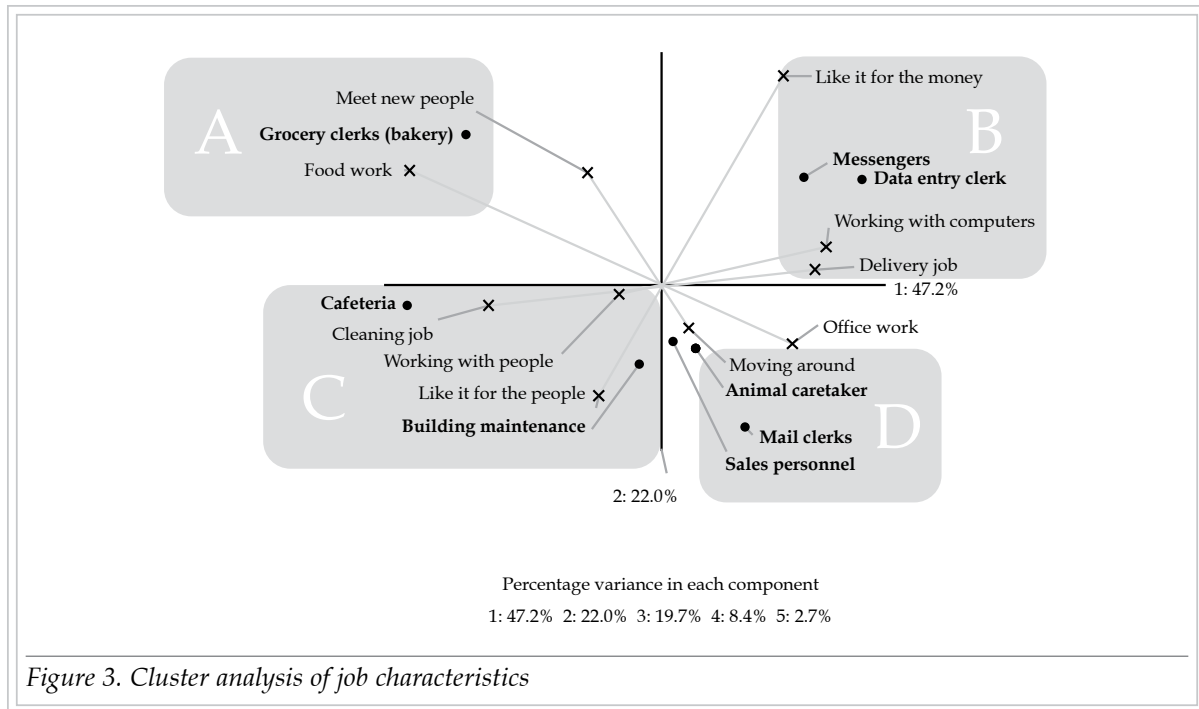 Like it for the money
Meet new people
A
Grocery clerks (bakery)
B
Food work
Messengers
Data entry clerk
Working with computers
Delivery job
1: 47.2%
Cafeteria
Cleaning job
Office work
Working with people
Moving around
C
Like it for the people
Animal caretaker
Building maintenance
D
Mail clerks
Sales personnel
2: 22.0%
Percentage variance in each component
1: 47.2% 2: 22.0% 3: 19.7% 4: 8.4% 5: 2.7%
Figure 3. Cluster analysis of job characteristics